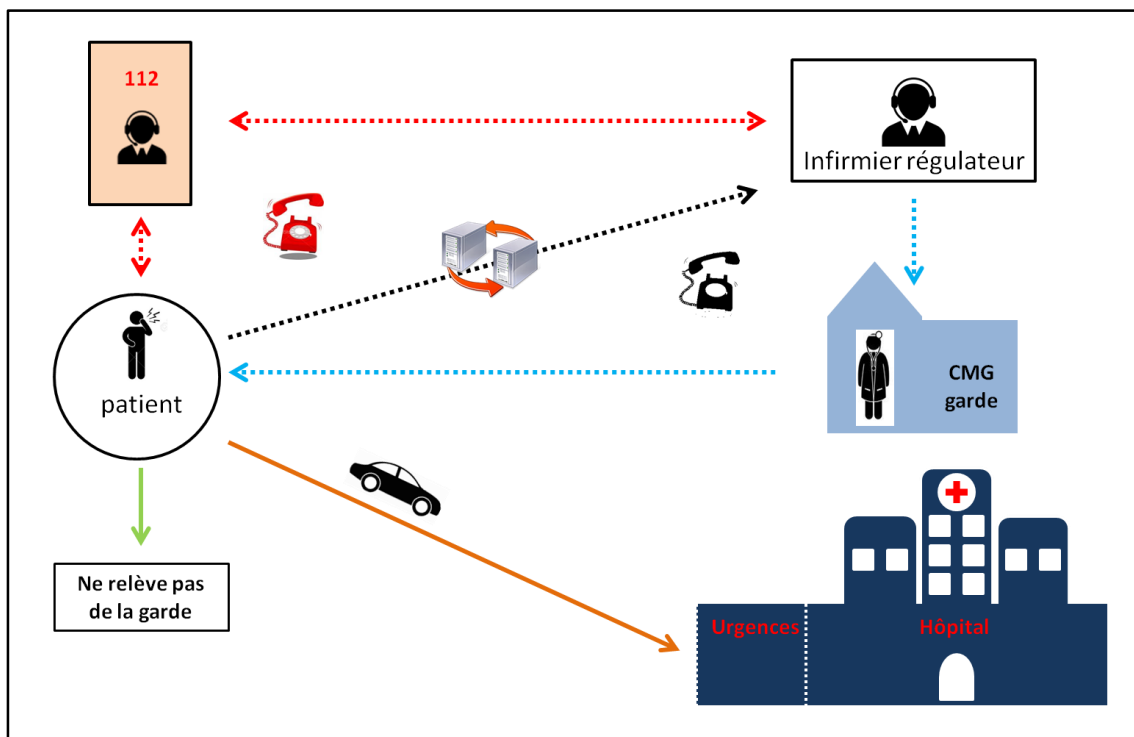 112
Infirmier régulateur
patient
CMG
garde
Ne relève pas
de la garde
Urgences
Hôpital